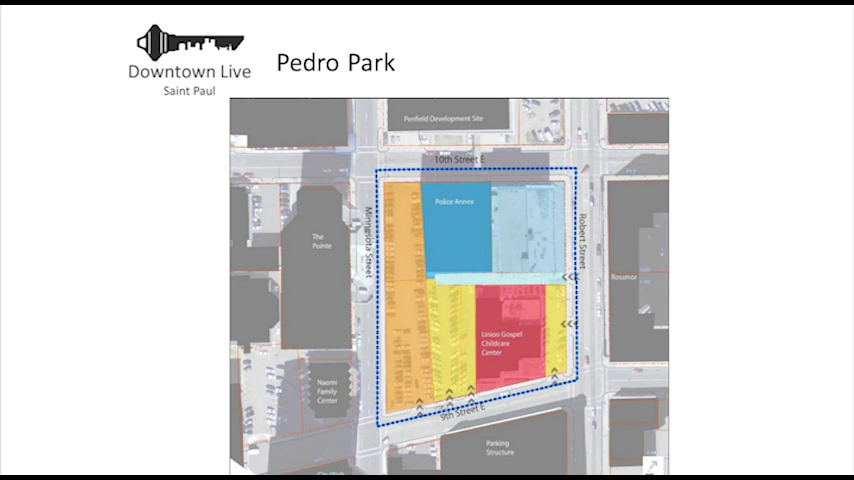 Downtown Live
Saint Paul
Pedro Park
Penfield Development Site
10th Street E
Police Annex
Minnesota Street
The
Pointe
Robert Street
Rossmor
Union Gospel
Childcare
Center
Naomi
Family
Center
9th Street E
Parking
Structure